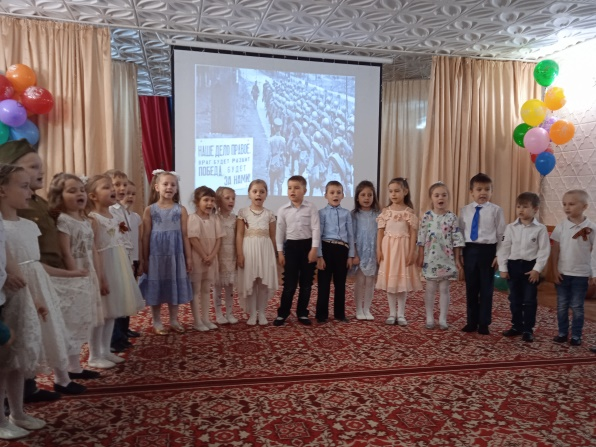 НАШЕ ДЕЛО ПРАВОЕ.
ВРАГ БУДЕТ РАЗБИТ
ПОБЕДА БУДЕТ
ЗА НАМИ!